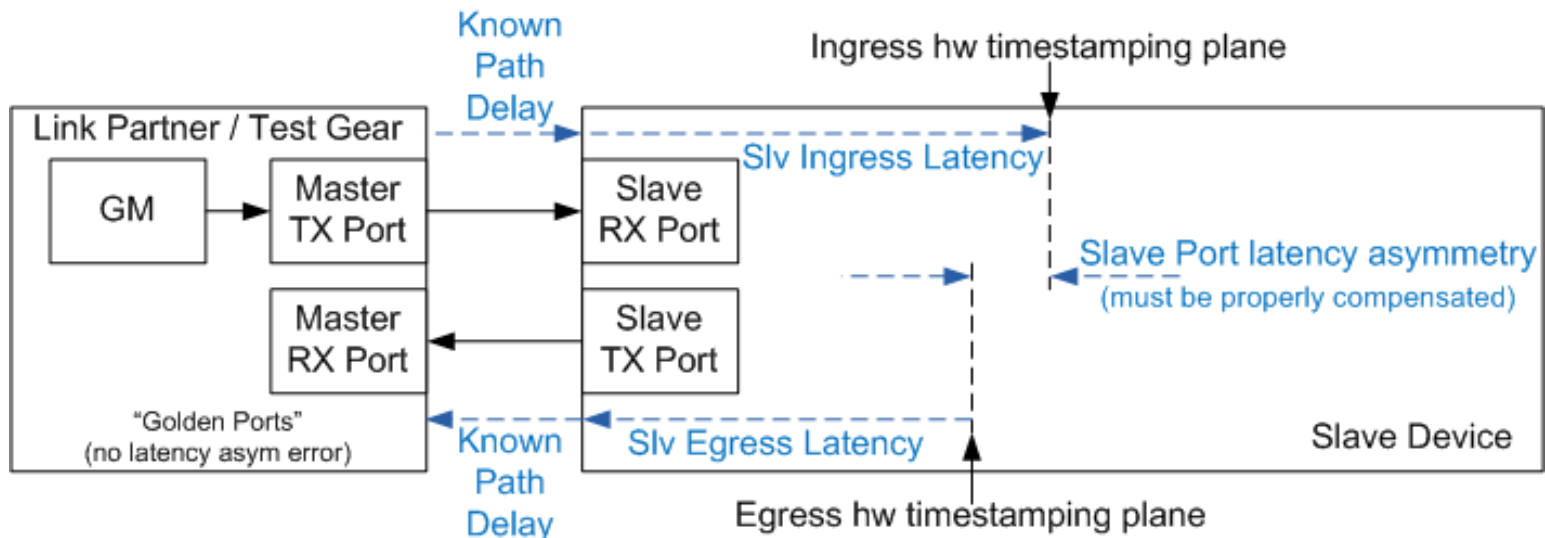 Known
Path
Delay
Ingress hw timestamping plane
Link Partner / Test Gear
Slv Ingress Latency
GM
Master
TX Port
Slave
RX Port
Slave Port latency asymmetry
(must be properly compensated)
Master
RX Port
Slave
TX Port
“Golden Ports”
(no latency asym error)
Known
Path
Delay
Slv Egress Latency
Slave Device
Egress hw timestamping plane